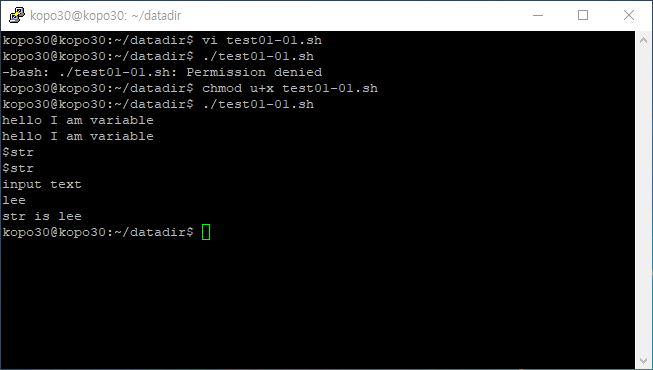 kopo30@kopo30: ~/datadir
kopo30@kopo30:~/datadir$ vi test01-01.sh
kopo30@kopo30:~/datadir$ ./test01-01.sh
-bash: ./test01-01.sh: Permission denied
kopo30@kopo30:~/datadir$ chmod u+x test01-01.sh
kopo30@kopo30:~/datadir$ ./test01-01.sh
hello I am variable
hello I am variable
$str
$str
input text
lee
str is lee
kopo30@kopo30:~/datadir$